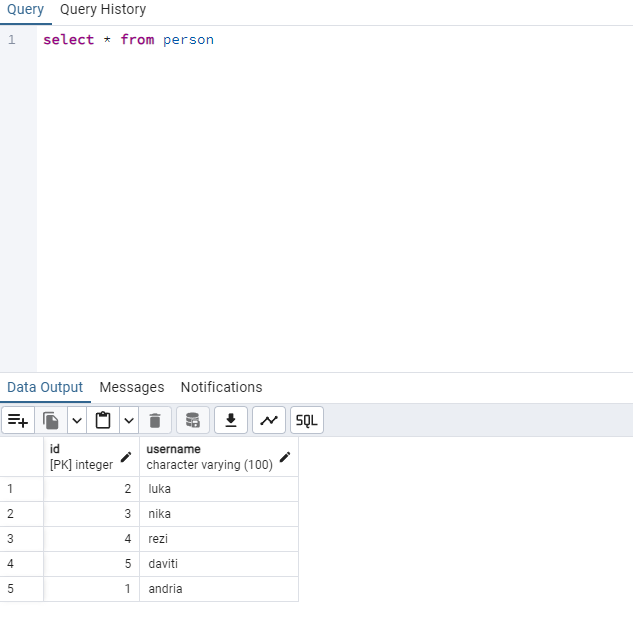 Query Query History
1 select * from person
Data Output Messages Notifications
SQL
id username
[PK] integer character varying (100)
1 2 luka
2 3 nika
3 4 rezi
4 5 daviti
5 1 andria